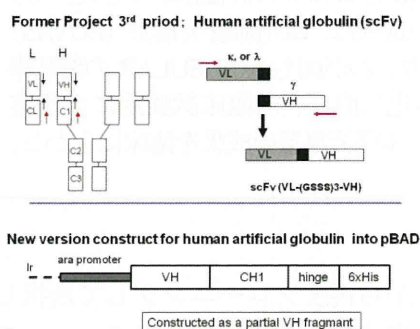 Former Project 3rd priod ; Human artificial globulin (scFv)
L H
κ, or λ
VL VH
VL
γ
CL C1
VH
C2
VL VH
C3
scFv (VL-(GSSS)3-VH)
New version construct for human artificial globulin into pBAD
ara promoter
Ir
VH CH1 hinge 6xHis
Constructed as a partial VH fragmant